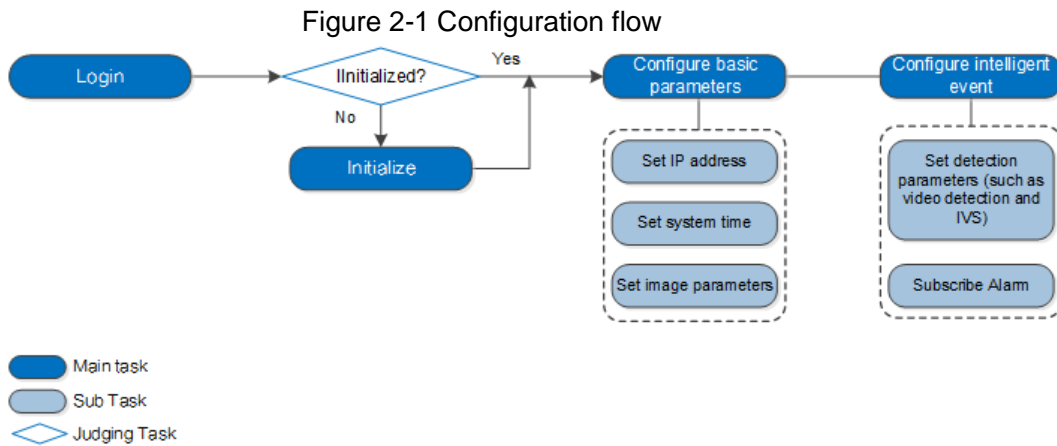 Figure 2-1 Configuration flow
Login
IInitialized?
Yes
No
Initialize
Configure basic
parameters
Set IP address
Set system time
Set image parameters
Configure intelligent
event
Set detection
parameters (such as
video detection and
IVS)
Subscribe Alarm
Main task
Sub Task
Judging Task